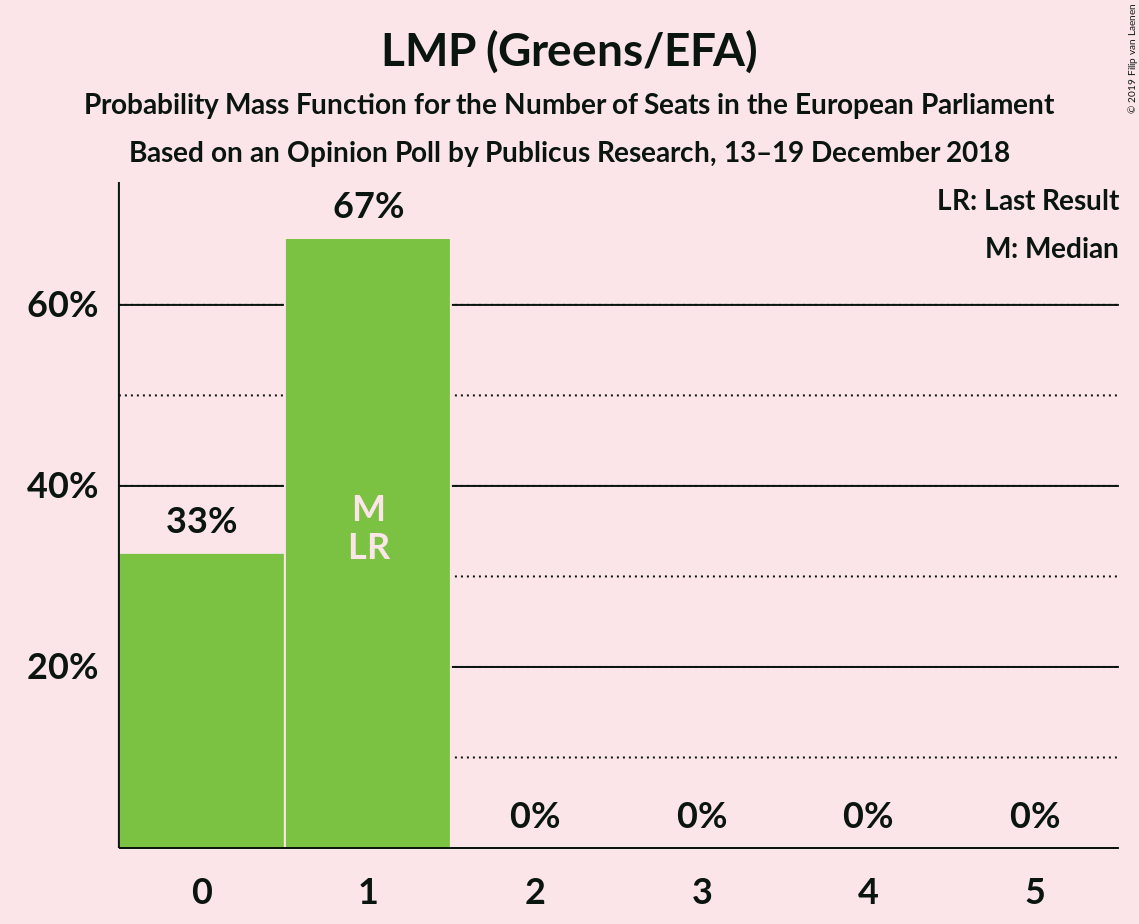 LMP (Greens/EFA)
Probability Mass Function for the Number of Seats in the European Parliament
Based on an Opinion Poll by Publicus Research, 13–19 December 2018
© 2019 Filip van Laenen
LR: Last Result
M: Median
67%
60%
40%
33%
M
LR
20%
0% 0% 0% 0%
0 1 2 3 4 5